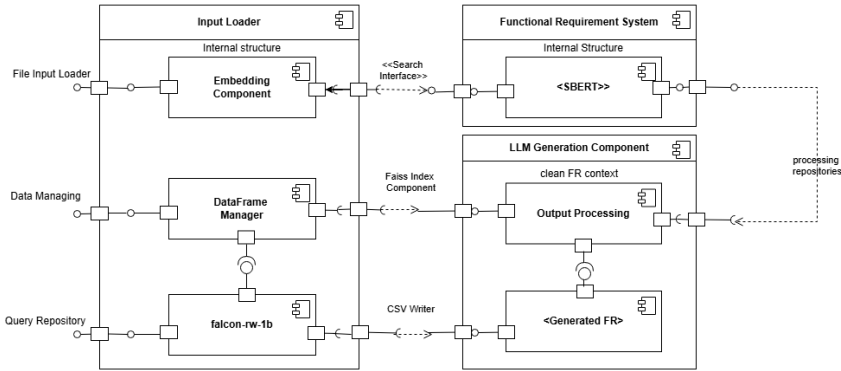 Input Loader
Functional Requirement System
Internal structure
Internal Structure
File Input Loader
Embedding
Component
<<Search
Interface>>
<SBERT>>
LLM Generation Component
processing
repositories
clean FR context
Data Managing
DataFrame
Manager
Faiss Index
Component
Output Processing
Query Repository
falcon-rw-1b
CSV Writer
<Generated FR>